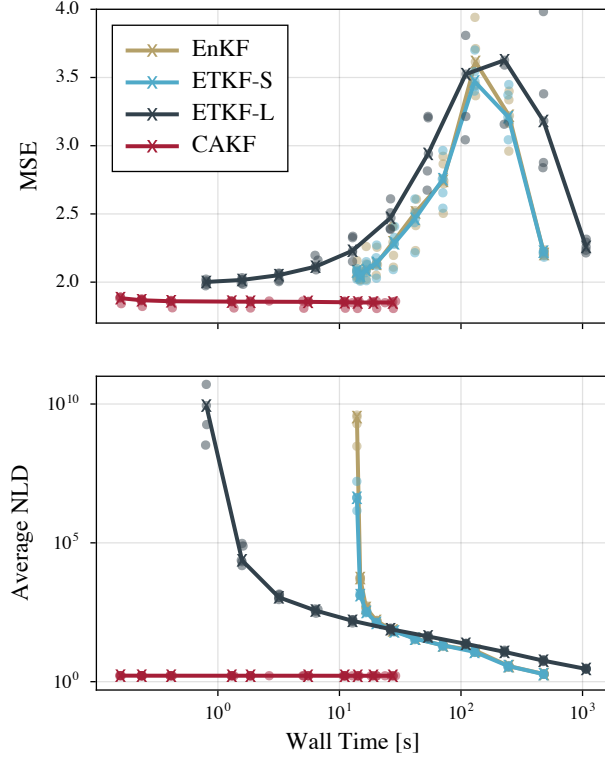 4.0
3.5
3.0
2.5
2.0
MSE
EnKF
ETKF-S
ETKF-L
CAKF
10¹⁰
10⁵
10⁰
Average NLD
10⁰
10¹
10²
10³
Wall Time [s]